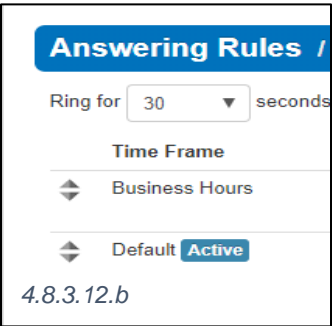 Answering Rules /
Ring for 30 seconds
Time Frame
Business Hours
Default Active
4.8.3.12.b